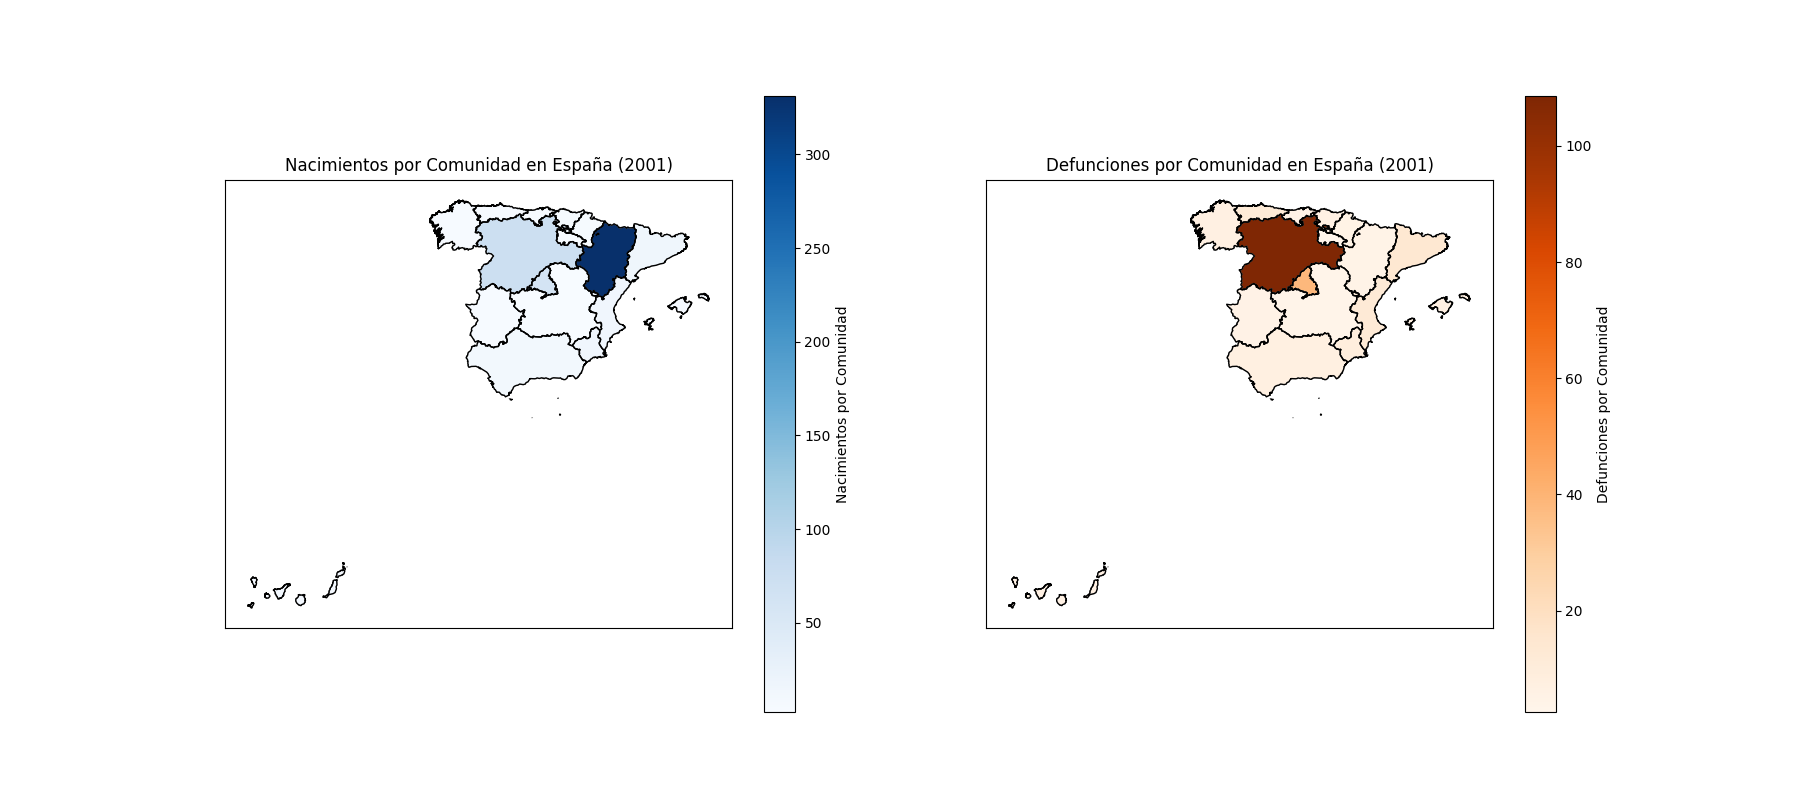 Nacimientos por Comunidad en España (2001)
300
250
200
150
100
50
Nacimientos por Comunidad
Defunciones por Comunidad en España (2001)
100
80
60
40
20
Defunciones por Comunidad